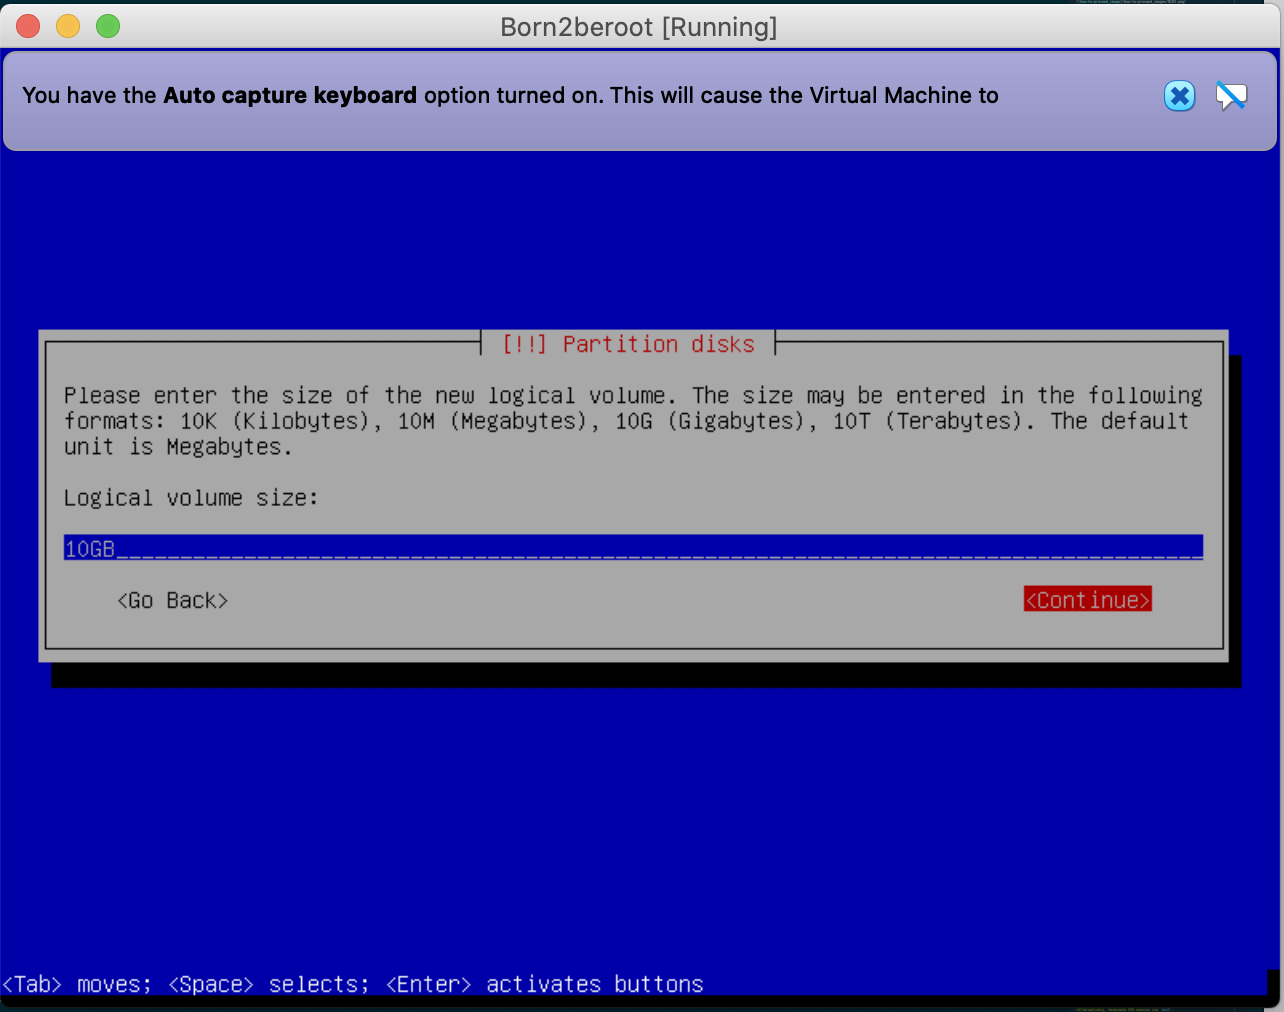 Born2beroot [Running]
You have the Auto capture keyboard option turned on. This will cause the Virtual Machine to
[!!] Partition disks
Please enter the size of the new logical volume. The size may be entered in the following
formats: 10K (Kilobytes), 10M (Megabytes), 10G (Gigabytes), 10T (Terabytes). The default
unit is Megabytes.
Logical volume size:
10GB
<Go Back> <Continue>
<Tab> moves; <Space> selects; <Enter> activates buttons